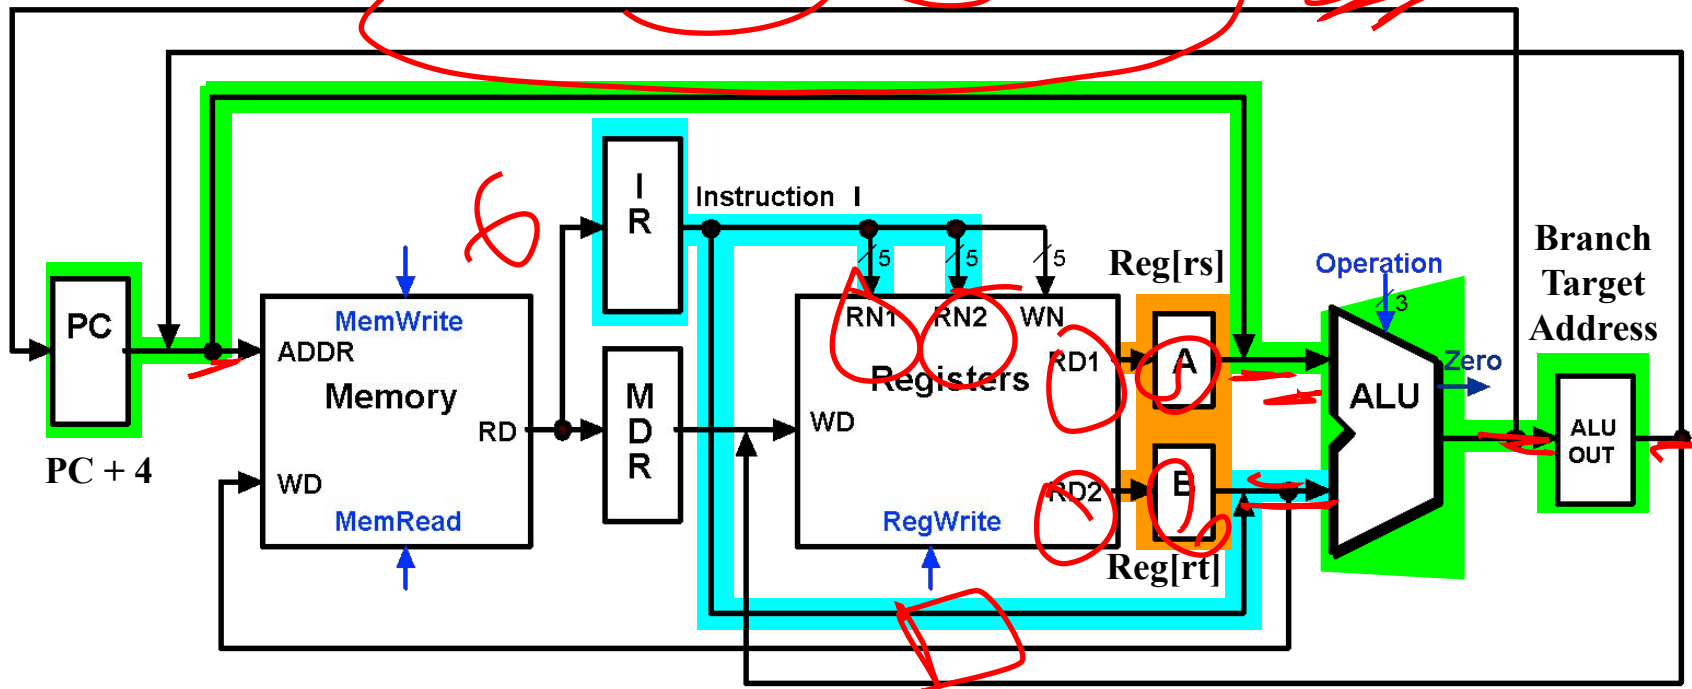 Instruction I
I
R
5
5
5
Reg[rs]
Operation
3
Branch
Target
Address
PC
MemWrite
RN1
RN2
WN
ADDR
Memory
M
D
R
RD1
A
Registers
Zero
ALU
RD
WD
ALU
OUT
PC + 4
WD
RD2
B
MemRead
RegWrite
Reg[rt]